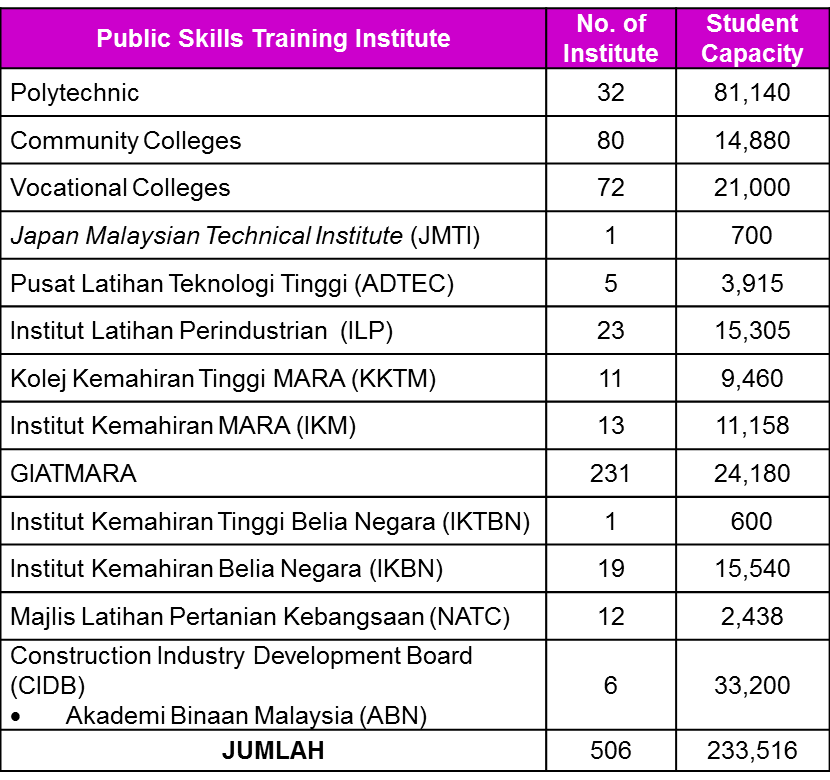 Public Skills Training Institute No. of Institute Student Capacity
Polytechnic 32 81,140
Community Colleges 80 14,880
Vocational Colleges 72 21,000
Japan Malaysian Technical Institute (JMTI) 1 700
Pusat Latihan Teknologi Tinggi (ADTEC) 5 3,915
Institut Latihan Perindustrian (ILP) 23 15,305
Kolej Kemahiran Tinggi MARA (KKTM) 11 9,460
Institut Kemahiran MARA (IKM) 13 11,158
GIATMARA 231 24,180
Institut Kemahiran Tinggi Belia Negara (IKTBN) 1 600
Institut Kemahiran Belia Negara (IKBN) 19 15,540
Majlis Latihan Pertanian Kebangsaan (NATC) 12 2,438
Construction Industry Development Board
(CIDB) 6 33,200
• Akademi Binaan Malaysia (ABN)
JUMLAH 506 233,516